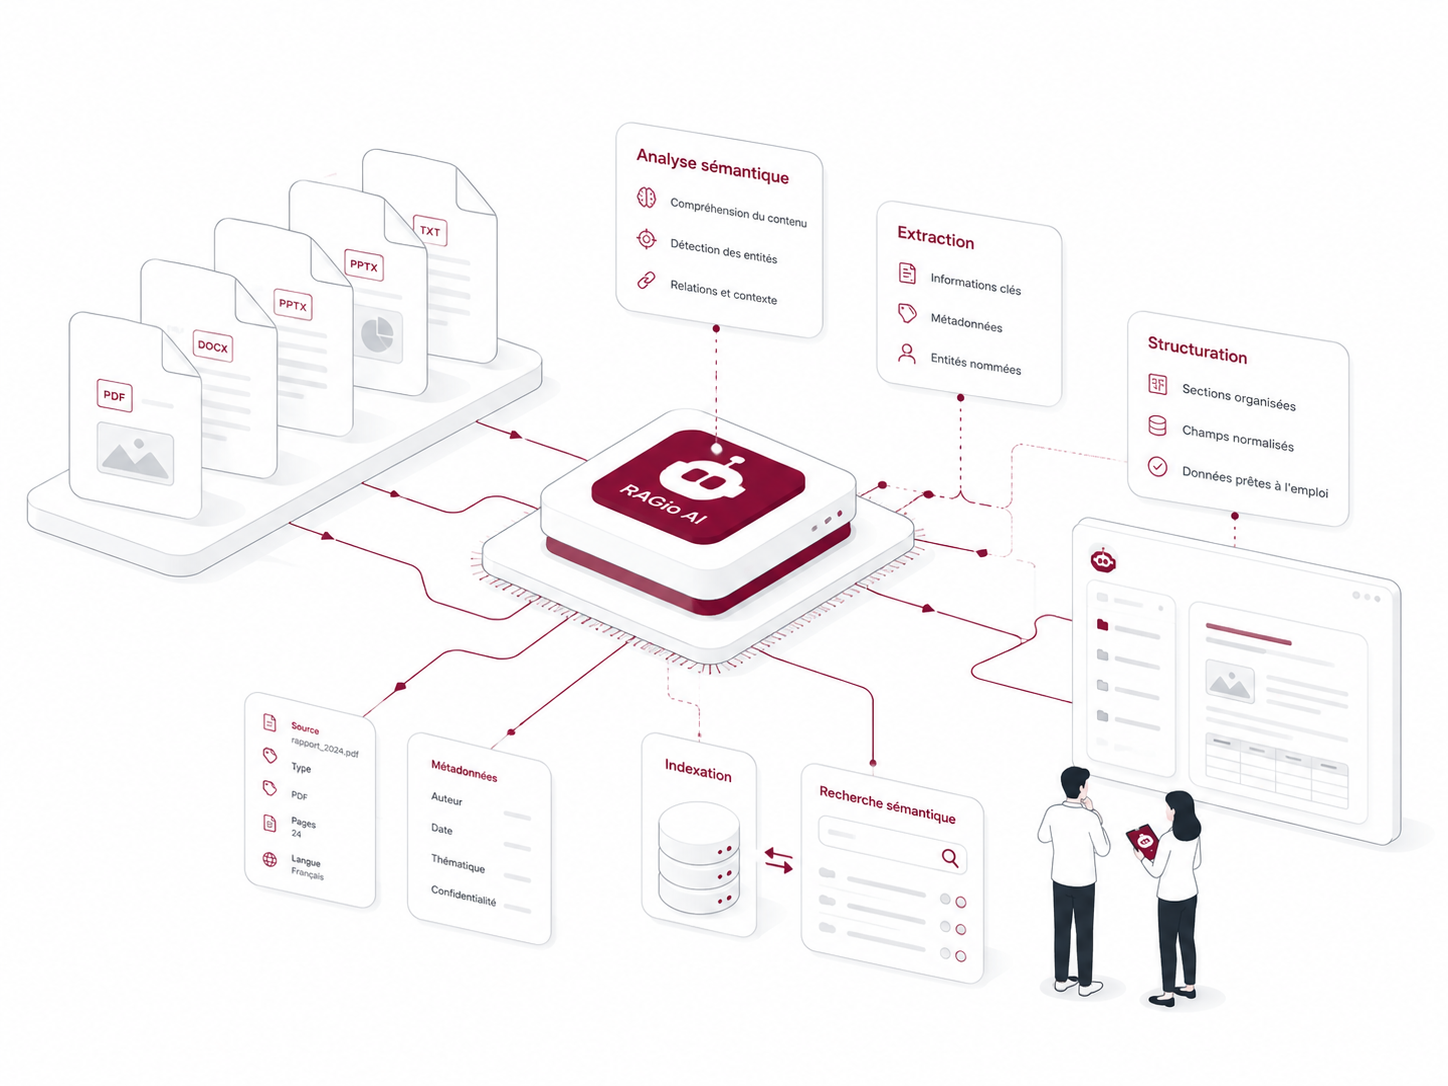 TXT
PPTX
PPTX
DOCX
PDF
Analyse sémantique
Compréhension du contenu
Détection des entités
Relations et contexte
Extraction
Informations clés
Métadonnées
Entités nommées
Structuration
Sections organisées
Champs normalisés
Données prêtes à l'emploi
RAGio AI
Source
rapport_2024.pdf
Type
PDF
Pages
24
Langue
Français
Métadonnées
Auteur
Date
Thématique
Confidentialité
Indexation
Recherche sémantique